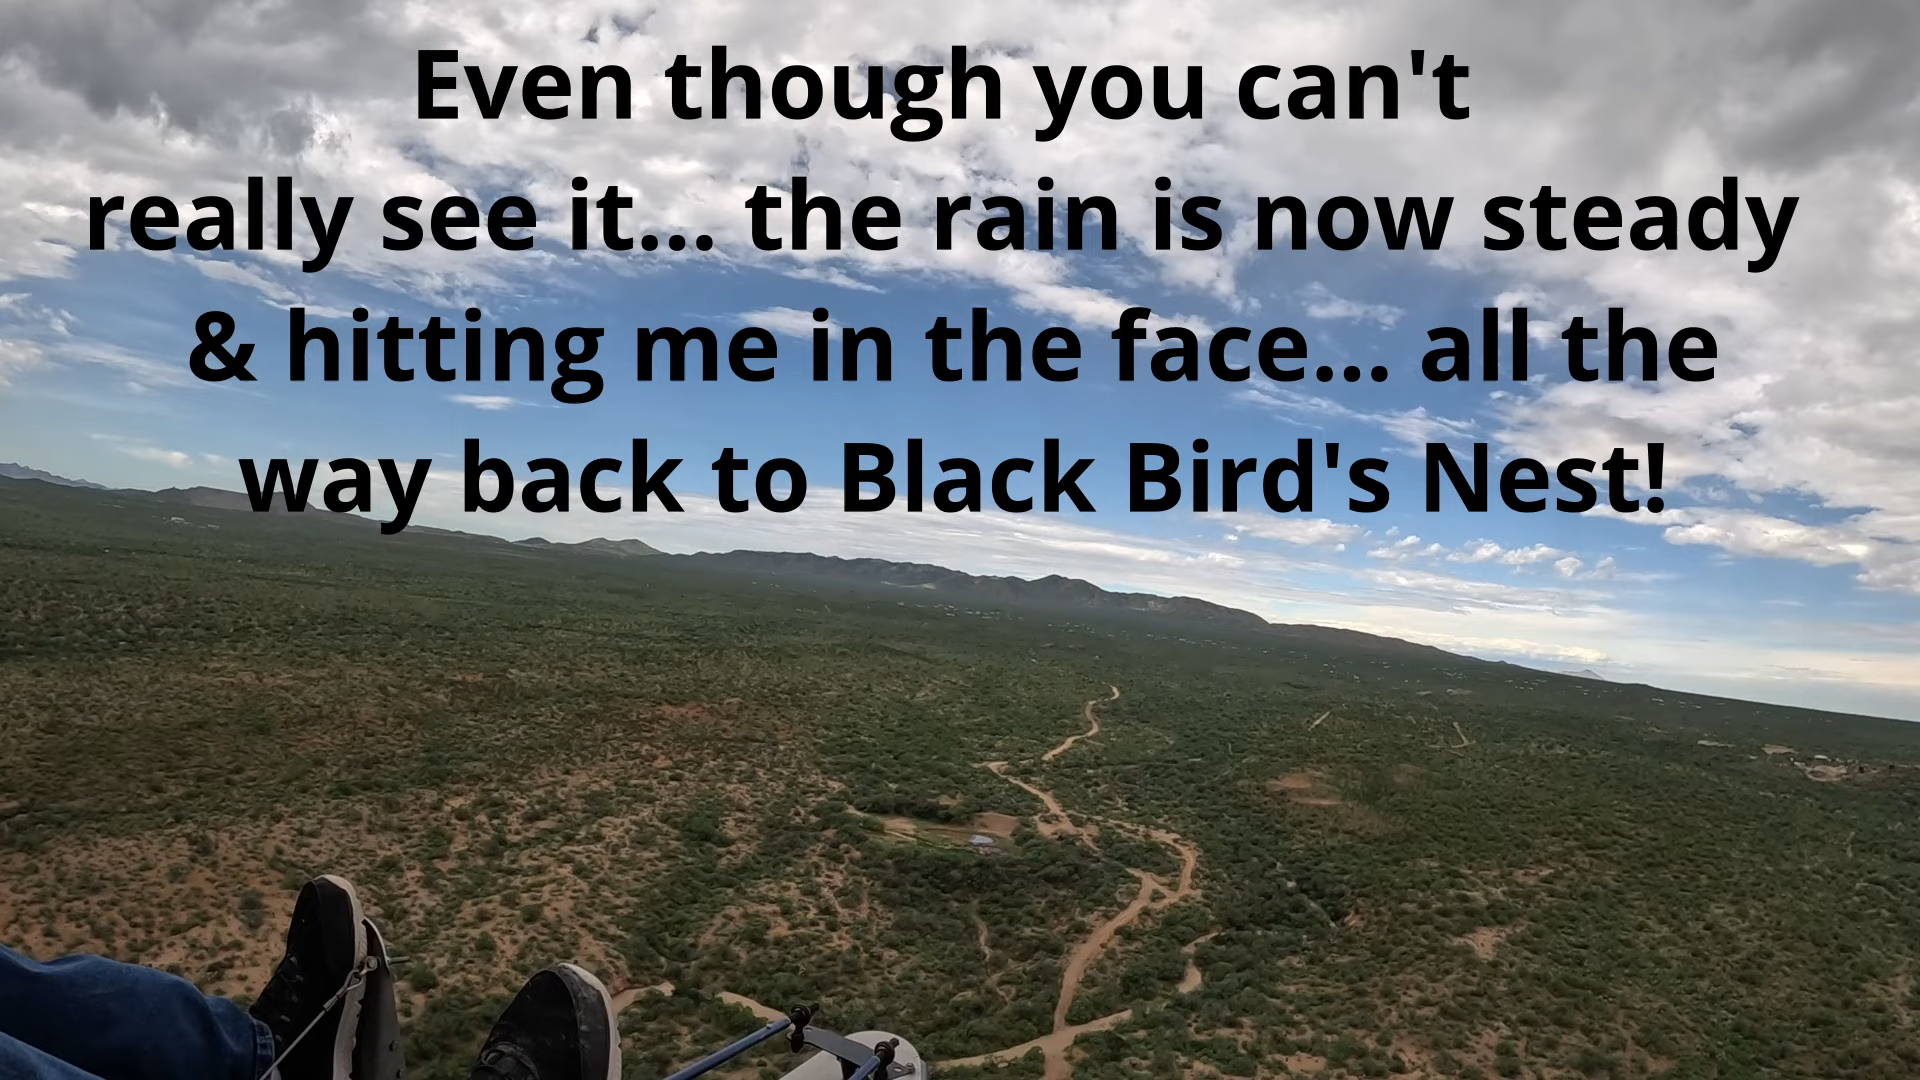 Even though you can't
really see it... the rain is now steady
& hitting me in the face... all the
way back to Black Bird's Nest!